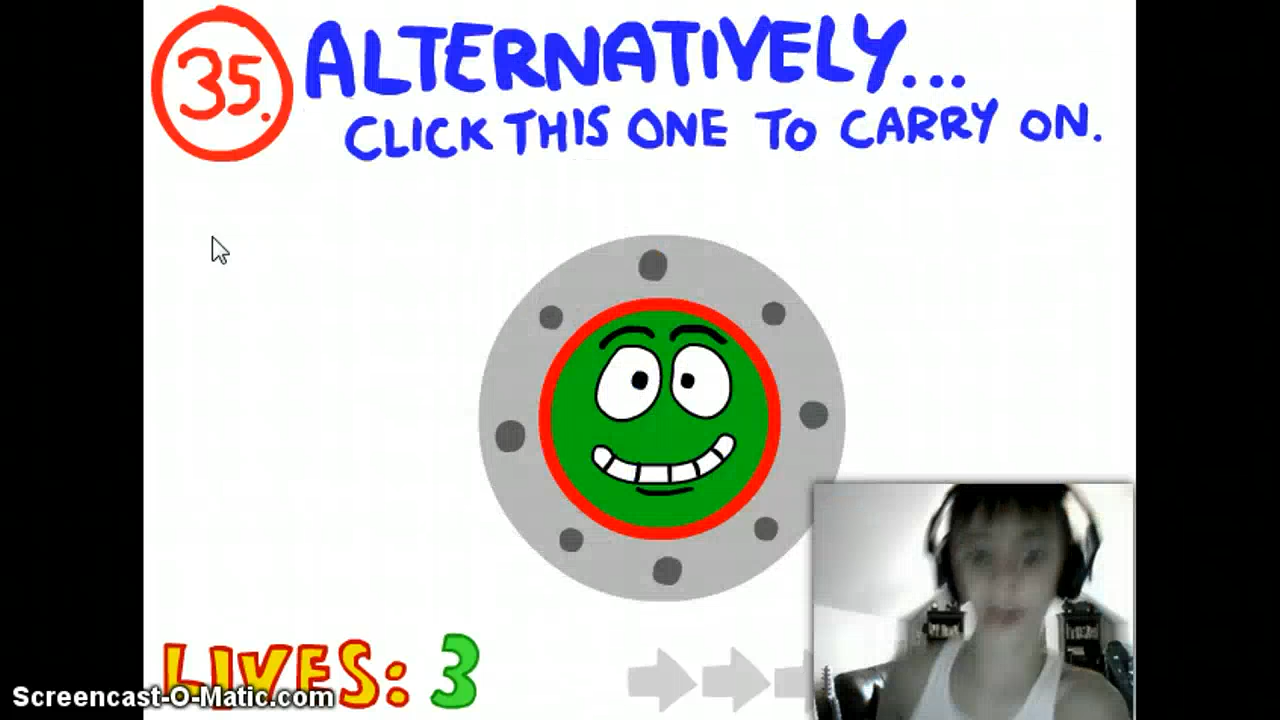 35. ALTERNATIVELY...
CLICK THIS ONE TO CARRY ON.
LIVES: 3
Screencast-O-Matic.com